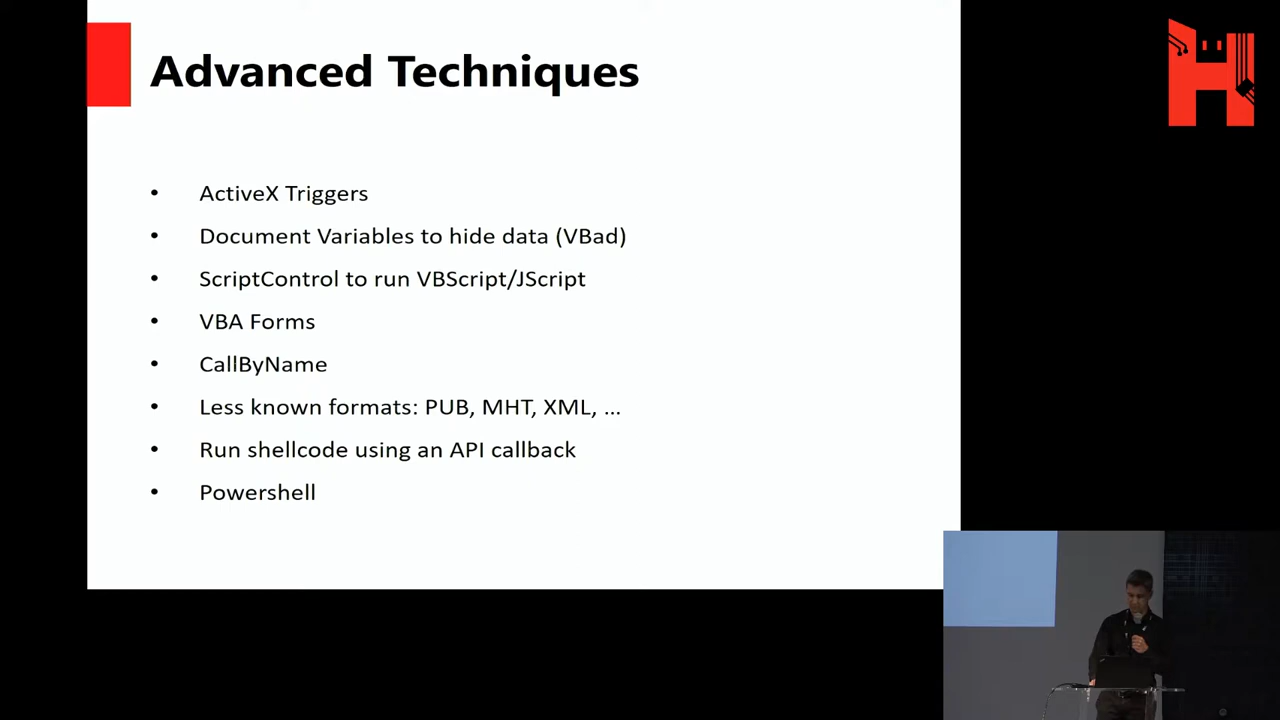 Advanced Techniques
• ActiveX Triggers
• Document Variables to hide data (VBad)
• ScriptControl to run VBScript/JScript
• VBA Forms
• CallByName
• Less known formats: PUB, MHT, XML, ...
• Run shellcode using an API callback
• Powershell